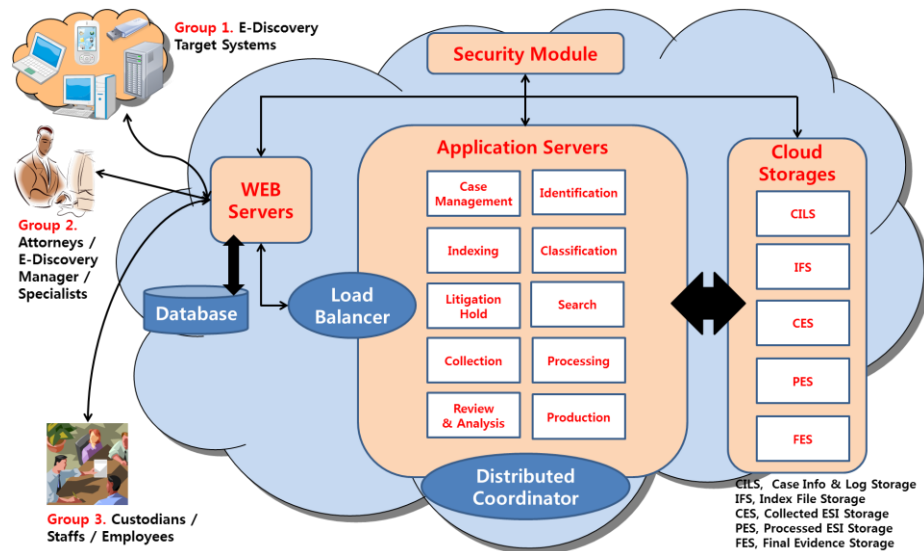 Group 1. E-Discovery
Target Systems
Security Module
Group 2.
Attorneys /
E-Discovery
Manager /
Specialists
WEB
Servers
Database
Load
Balancer
Application Servers
Case
Management
Identification
Indexing
Classification
Litigation
Hold
Search
Collection
Processing
Review
& Analysis
Production
Distributed
Coordinator
Cloud
Storages
CILS
IFS
CES
PES
FES
Group 3. Custodians /
Staffs / Employees
CILS, Case Info & Log Storage
IFS, Index File Storage
CES, Collected ESI Storage
PES, Processed ESI Storage
FES, Final Evidence Storage